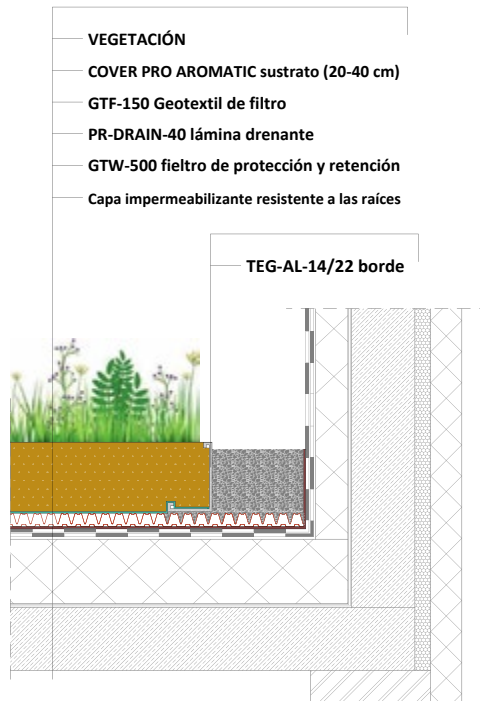 VEGETACIÓN
COVER PRO AROMATIC sustrato (20-40 cm)
GTF-150 Geotextil de filtro
PR-DRAIN-40 lámina drenante
GTW-500 fieltro de protección y retención
Capa impermeabilizante resistente a las raíces
TEG-AL-14/22 borde